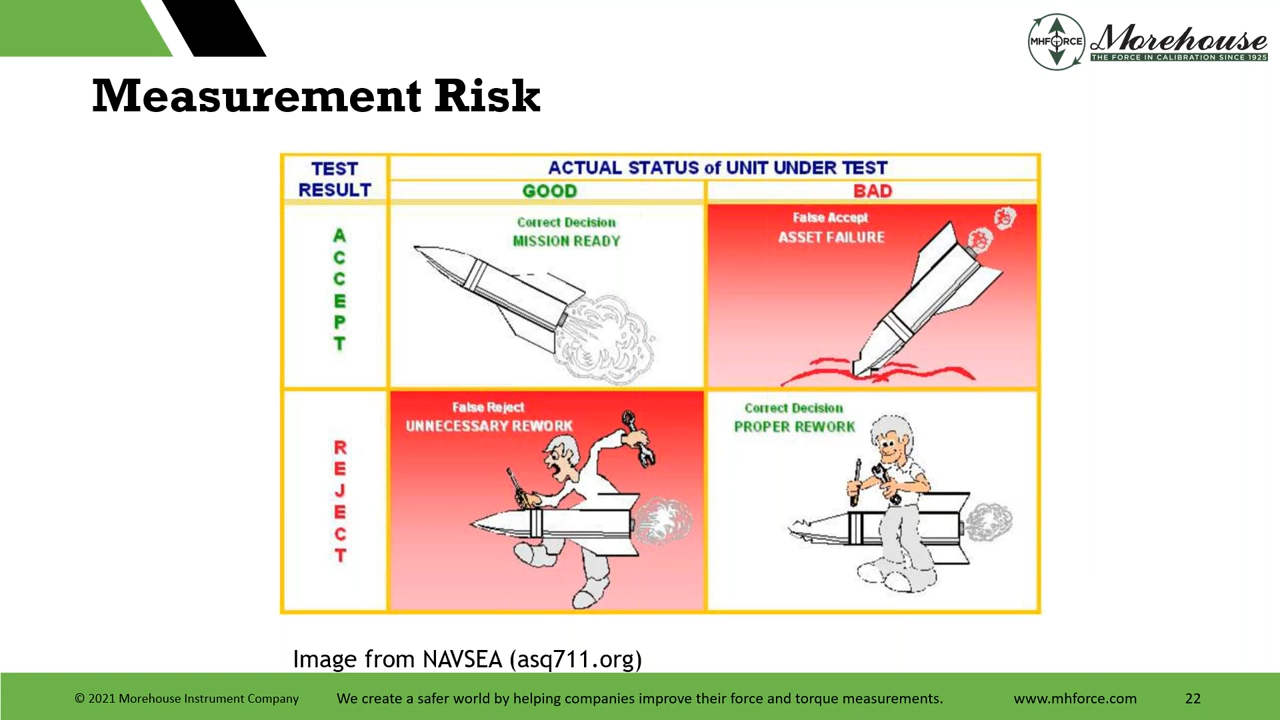 MHFORCE
Morehouse
THE FORCE IN CALIBRATION SINCE 1925
Measurement Risk
TEST
RESULT
ACTUAL STATUS of UNIT UNDER TEST
GOOD
BAD
ACCEPT
Correct Decision
MISSION READY
False Accept
ASSET FAILURE
REJECT
False Reject
UNNECESSARY REWORK
Correct Decision
PROPER REWORK
Image from NAVSEA (asq711.org)
© 2021 Morehouse Instrument Company
We create a safer world by helping companies improve their force and torque measurements.
www.mhforce.com
22